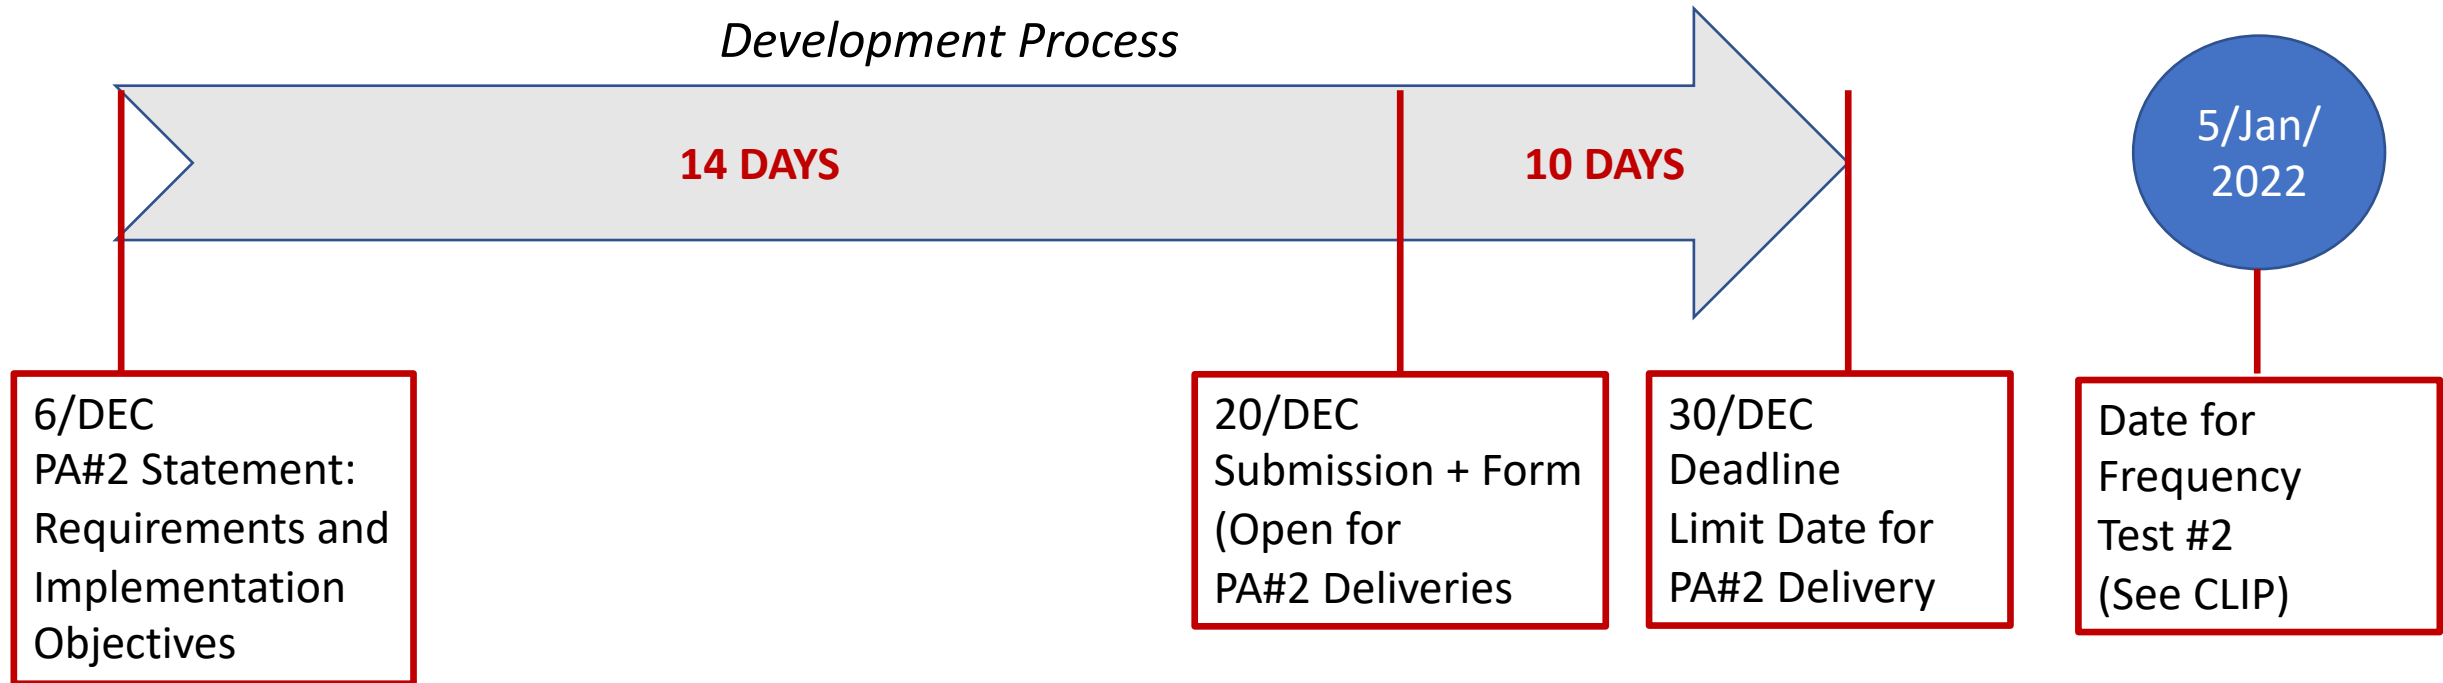 Development Process
14 DAYS
10 DAYS
5/Jan/
2022
6/DEC
PA#2 Statement:
Requirements and
Implementation
Objectives
20/DEC
Submission + Form
(Open for
PA#2 Deliveries
30/DEC
Deadline
Limit Date for
PA#2 Delivery
Date for
Frequency
Test #2
(See CLIP)